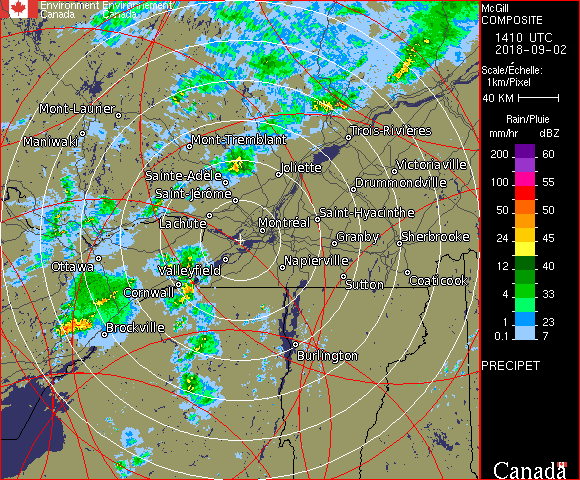 Environment Environnement
Canada Canada
McGill
COMPOSITE
1410 UTC
2018-09-02
Scale/Échelle:
1km/Pixel
40 KM
Rain/Pluie
mm/hr dBZ
200 60
100 55
50 50
24 45
12 40
4 33
1 23
0.1 7
PRECIPET
Canada
Mont-Laurier
Maniwaki
Mont-Tremblant
Trois-Rivières
Sainte-Adèle
Joliette
Victoriaville
Saint-Jérôme
Drummondville
Lachute
Saint-Hyacinthe
Montréal
Granby
Sherbrooke
Ottawa
Valleyfield
Napierville
Cornwall
Sutton
Coaticook
Brockville
Burlington